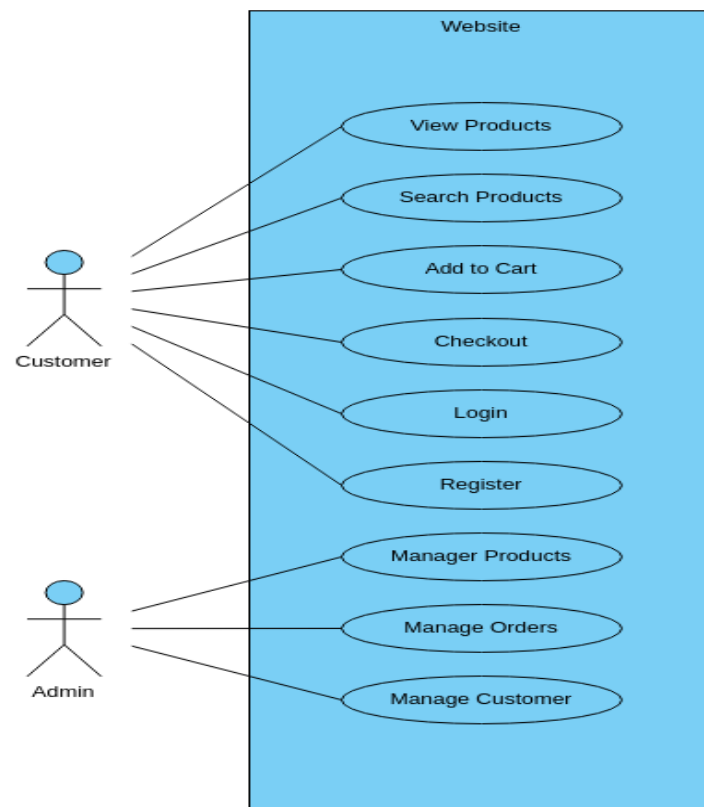 Website
View Products
Search Products
Add to Cart
Checkout
Customer
Login
Register
Manager Products
Manage Orders
Admin
Manage Customer